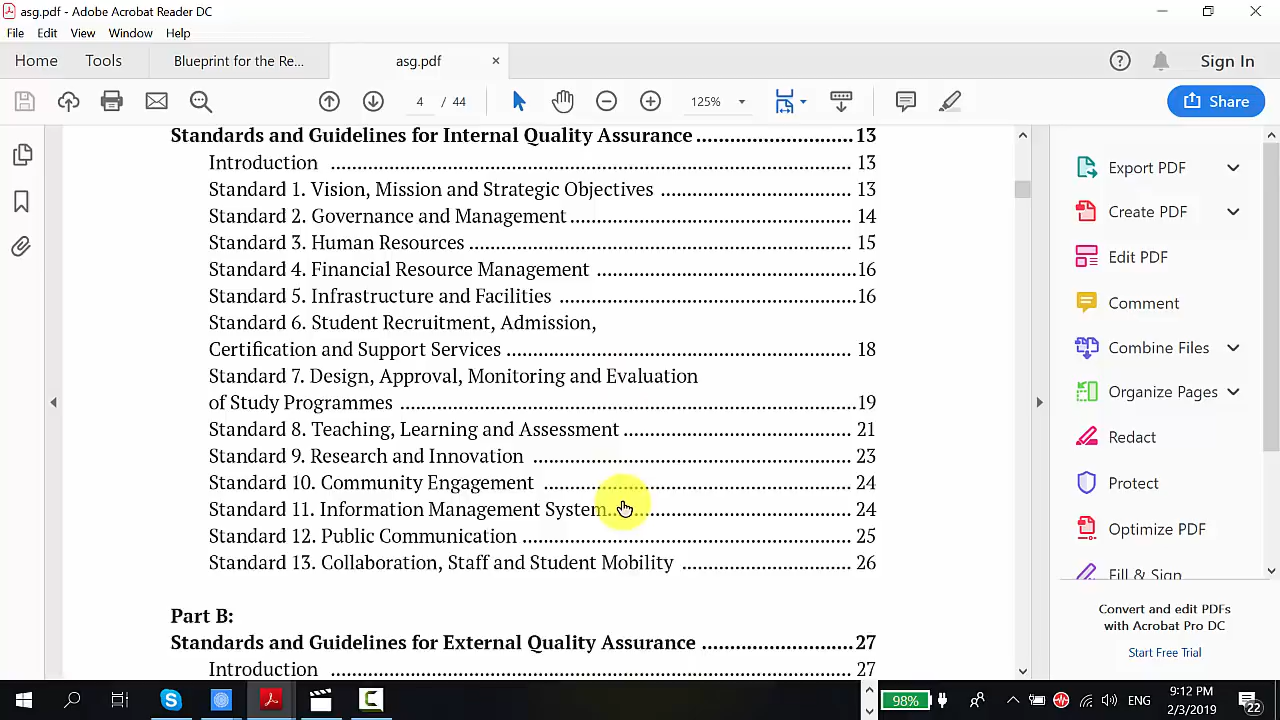 asg.pdf - Adobe Acrobat Reader DC
File Edit View Window Help
Home Tools Blueprint for the Re... asg.pdf × ? Sign In
4 / 44 125% Share
Standards and Guidelines for Internal Quality Assurance ............................13
Introduction ................................................................................................ 13
Standard 1. Vision, Mission and Strategic Objectives ................................... 13
Standard 2. Governance and Management .................................................... 14
Standard 3. Human Resources ....................................................................... 15
Standard 4. Financial Resource Management ...............................................16
Standard 5. Infrastructure and Facilities ......................................................16
Standard 6. Student Recruitment, Admission,
Certification and Support Services ................................................................ 18
Standard 7. Design, Approval, Monitoring and Evaluation
of Study Programmes ....................................................................................19
Standard 8. Teaching, Learning and Assessment .......................................... 21
Standard 9. Research and Innovation ........................................................... 23
Standard 10. Community Engagement ......................................................... 24
Standard 11. Information Management System............................................. 24
Standard 12. Public Communication ............................................................. 25
Standard 13. Collaboration, Staff and Student Mobility ................................ 26
Part B:
Standards and Guidelines for External Quality Assurance ...........................27
Introduction ................................................................................................ 27
Export PDF
Create PDF
Edit PDF
Comment
Combine Files
Organize Pages
Redact
Protect
Optimize PDF
Fill & Sign
Convert and edit PDFs
with Acrobat Pro DC
Start Free Trial
98% ENG 9:12 PM
2/3/2019 22